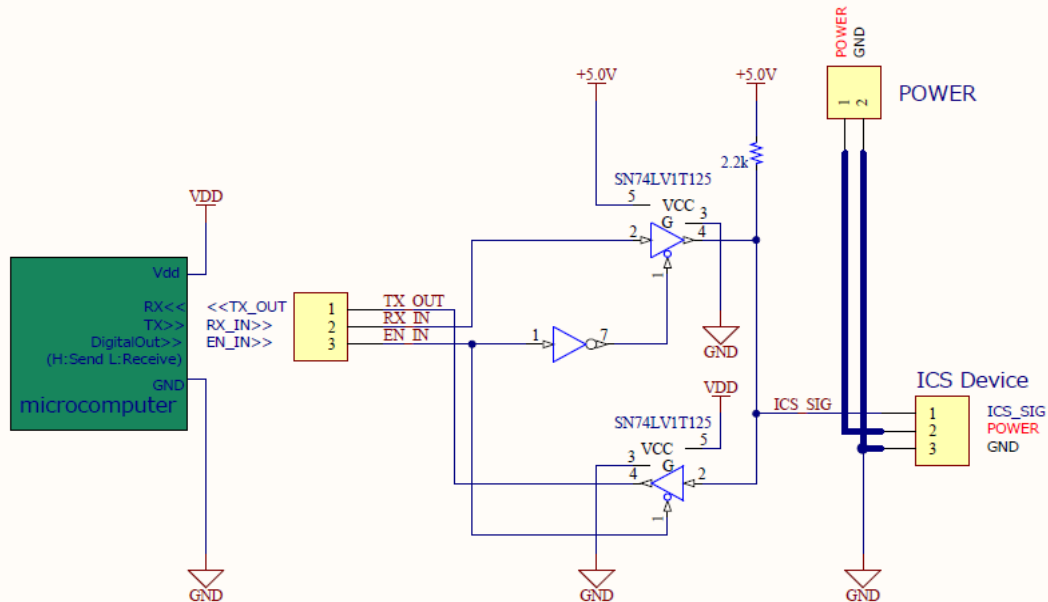 POWER
GND
1
2
POWER
+5.0V
+5.0V
2.2k
SN74LV1T125
5
VCC
3
G
2
4
1
VDD
Vdd
RX<<
TX>>
DigitalOut>>
(H:Send L:Receive)
GND
microcomputer
<<TX_OUT
RX_IN>>
EN_IN>>
1
2
3
TX_OUT
RX_IN
EN_IN
1
7
GND
VDD
SN74LV1T125
5
3
VCC
G
4
2
1
ICS_SIG
ICS Device
1
2
3
ICS_SIG
POWER
GND
GND
GND
GND